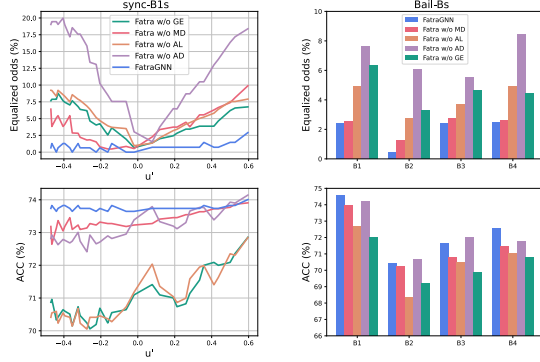 sync-B1s
Equalized odds (%)
20.0
17.5
15.0
12.5
10.0
7.5
5.0
2.5
0.0
Fatra w/o GE
Fatra w/o MD
Fatra w/o AL
Fatra w/o AD
FatraGNN
−0.4 −0.2 0.0 0.2 0.4 0.6
u'
Bail-Bs
Equalized odds (%)
10
8
6
4
2
0
FatraGNN
Fatra w/o MD
Fatra w/o AL
Fatra w/o AD
Fatra w/o GE
B1 B2 B3 B4
ACC (%)
74
73
72
71
70
−0.4 −0.2 0.0 0.2 0.4 0.6
u'
ACC (%)
75
74
73
72
71
70
69
68
67
66
B1 B2 B3 B4